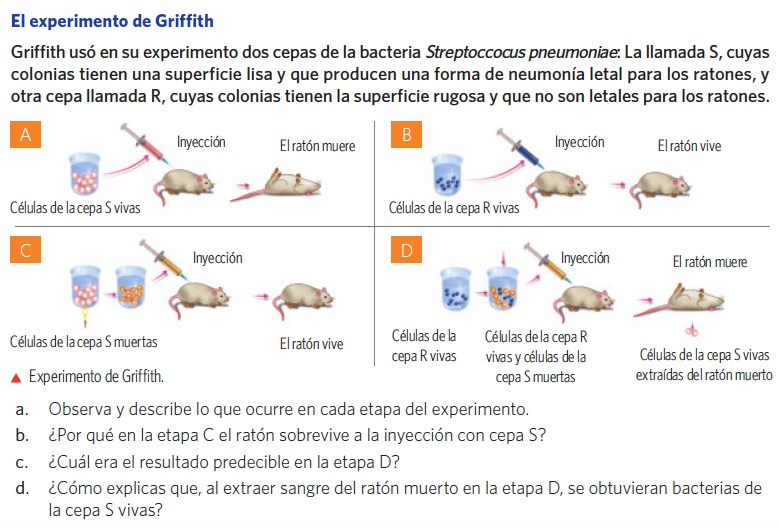 El experimento de Griffith
Griffith usó en su experimento dos cepas de la bacteria Streptoccocus pneumoniae: La llamada S, cuyas
colonias tienen una superficie lisa y que producen una forma de neumonía letal para los ratones, y
otra cepa llamada R, cuyas colonias tienen la superficie rugosa y que no son letales para los ratones.
A
Inyección
El ratón muere
Células de la cepa S vivas
B
Inyección
El ratón vive
Células de la cepa R vivas
C
Inyección
Células de la cepa S muertas
El ratón vive
D
Inyección
El ratón muere
Células de la
cepa R vivas
Células de la cepa R
vivas y células de la
cepa S muertas
Células de la cepa S vivas
extraídas del ratón muerto
Experimento de Griffith.
a. Observa y describe lo que ocurre en cada etapa del experimento.
b. ¿Por qué en la etapa C el ratón sobrevive a la inyección con cepa S?
c. ¿Cuál era el resultado predecible en la etapa D?
d. ¿Cómo explicas que, al extraer sangre del ratón muerto en la etapa D, se obtuvieran bacterias de
la cepa S vivas?